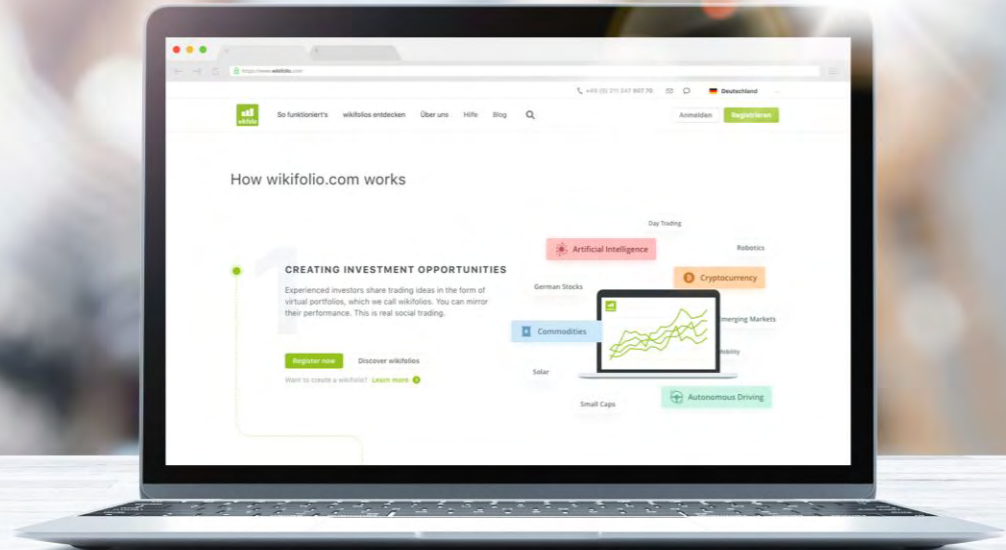 https://www.wikifolio.com
+49 (0) 211 247 907 70
Deutschland
wikifolio
So funktioniert's
wikifolios entdecken
Über uns
Hilfe
Blog
Anmelden
Registrieren
How wikifolio.com works
1
CREATING INVESTMENT OPPORTUNITIES
Experienced investors share trading ideas in the form of
virtual portfolios, which we call wikifolios. You can mirror
their performance. This is real social trading.
Register now
Discover wikifolios
Want to create a wikifolio? Learn more
Day Trading
Artificial Intelligence
Robotics
Cryptocurrency
German Stocks
Emerging Markets
Commodities
Solar
Small Caps
Autonomous Driving